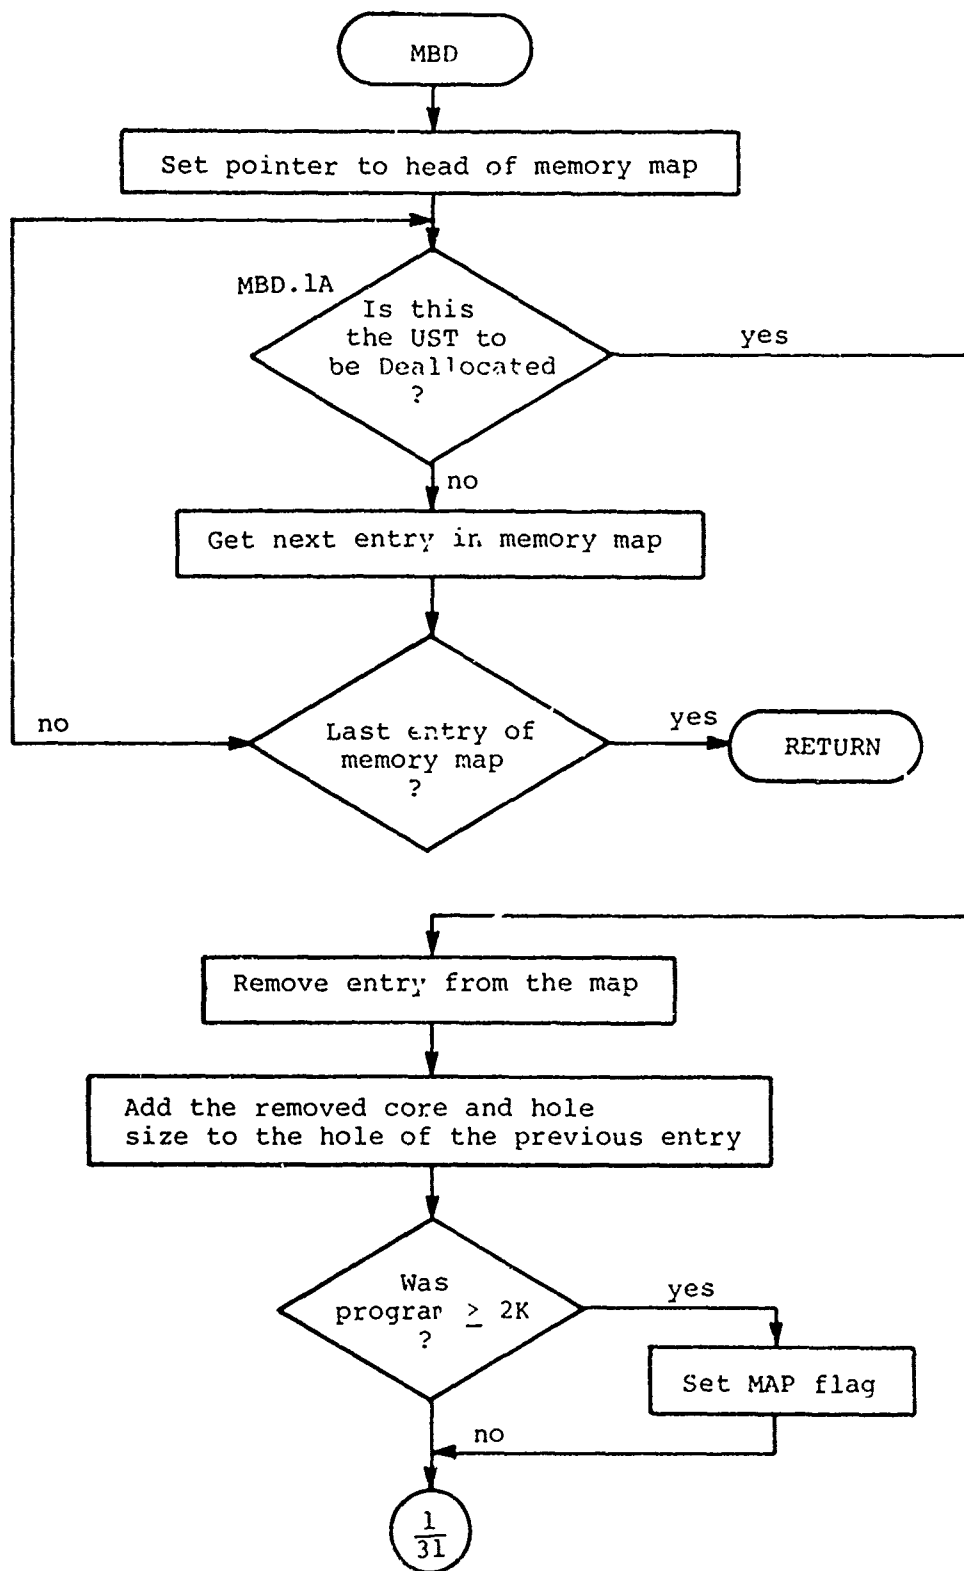 MBD
Set pointer to head of memory map
MBD.1A
Is this
the UST to
be Deallocated
?
yes
no
Get next entry in memory map
no
Last entry of
memory map
?
yes
RETURN
Remove entry from the map
Add the removed core and hole
size to the hole of the previous entry
Was
program ≥ 2K
?
yes
Set MAP flag
no
1
31